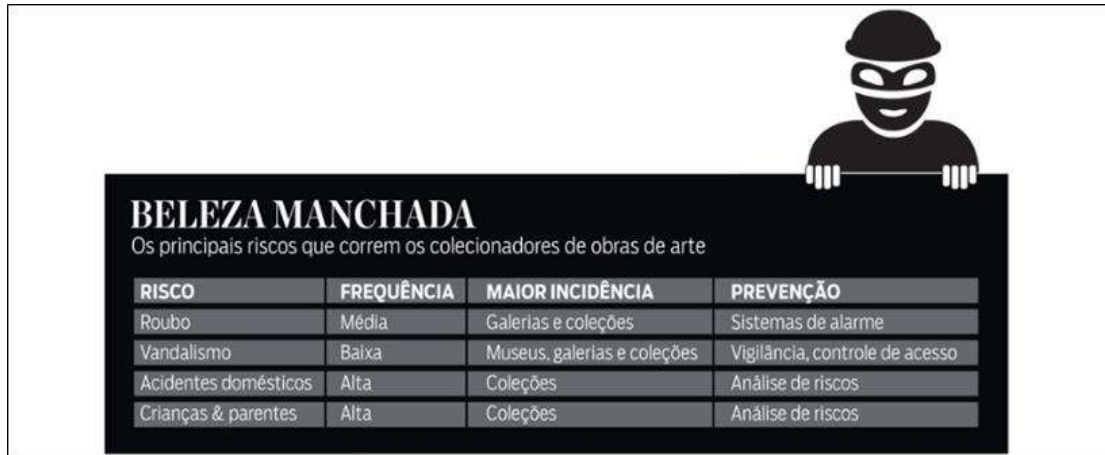 BELEZA MANCHADA
Os principais riscos que correm os colecionadores de obras de arte
RISCO FREQUÊNCIA MAIOR INCIDÊNCIA PREVENÇÃO
Roubo Média Galerias e coleções Sistemas de alarme
Vandalismo Baixa Museus, galerias e coleções Vigilância, controle de acesso
Acidentes domésticos Alta Coleções Análise de riscos
Crianças & parentes Alta Coleções Análise de riscos